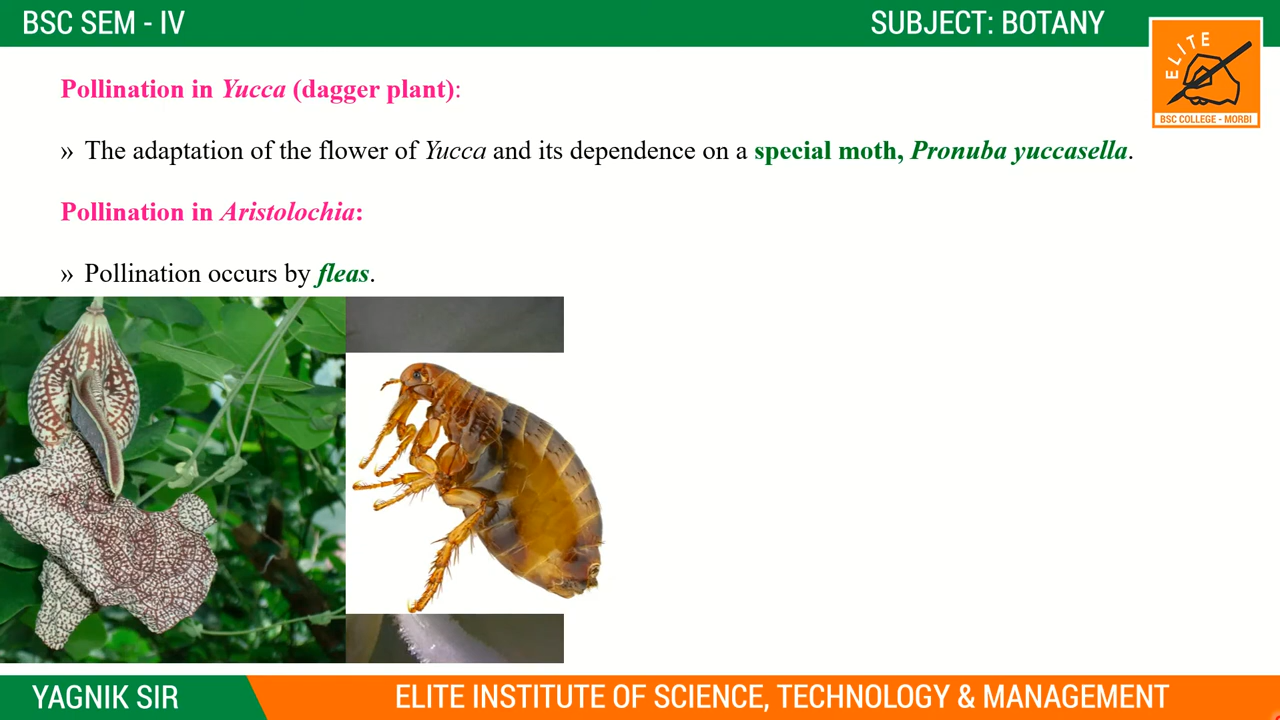 BSC SEM - IV
SUBJECT: BOTANY
ELITE
BSC COLLEGE - MORBI
Pollination in Yucca (dagger plant):
» The adaptation of the flower of Yucca and its dependence on a special moth, Pronuba yuccasella.
Pollination in Aristolochia:
» Pollination occurs by fleas.
YAGNIK SIR
ELITE INSTITUTE OF SCIENCE, TECHNOLOGY & MANAGEMENT